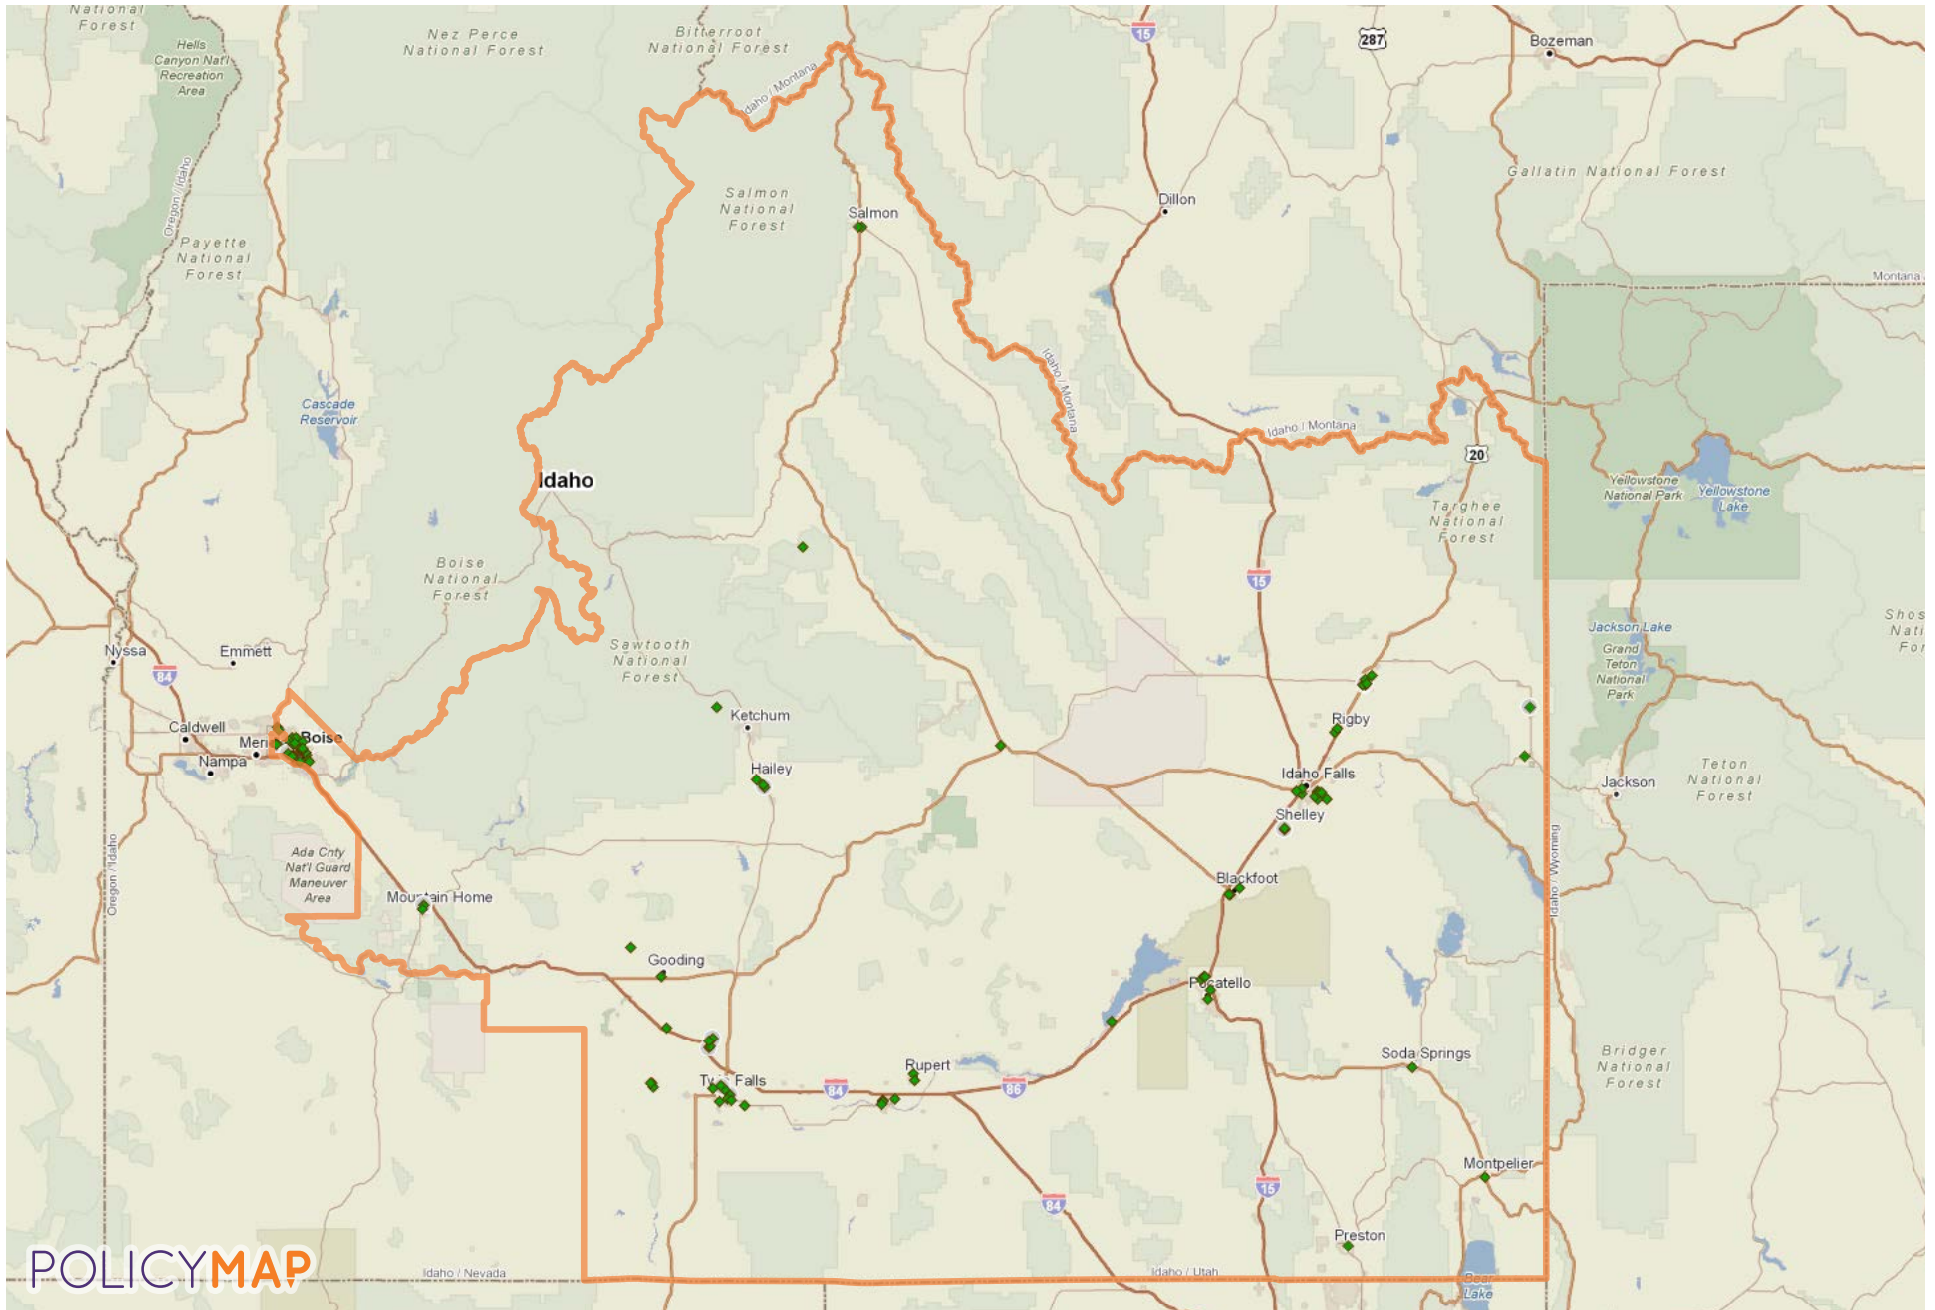 National
Forest
Hells
Canyon Nat'l
Recreation
Area
Nez Perce
National Forest
Bitterroot
National Forest
15
287
Bozeman
Idaho / Montana
Oregon / Idaho
Payette
National
Forest
Salmon
National
Forest
Salmon
Dillon
Gallatin National Forest
Montana
Idaho / Montana
Cascade
Reservoir
Idaho / Montana
20
Idaho
Yellowstone
National Park
Yellowstone
Lake
Targhee
National
Forest
Boise
National
Forest
15
Nyssa
Emmett
84
Sawtooth
National
Forest
Jackson Lake
Grand
Teton
National
Park
Caldwell
Meri
Boise
Nampa
Ketchum
Rigby
Hailey
Idaho Falls
Shelley
Jackson
Teton
National
Forest
Oregon / Idaho
Ada Cnty
Nat'l Guard
Maneuver
Area
Idaho / Wyoming
Mountain Home
Blackfoot
Gooding
Pocatello
Soda Springs
Bridger
National
Forest
Rupert
Twin Falls
84
86
84
15
Montpelier
Preston
POLICYMAP
Idaho / Nevada
Idaho / Utah
Bear
Lake